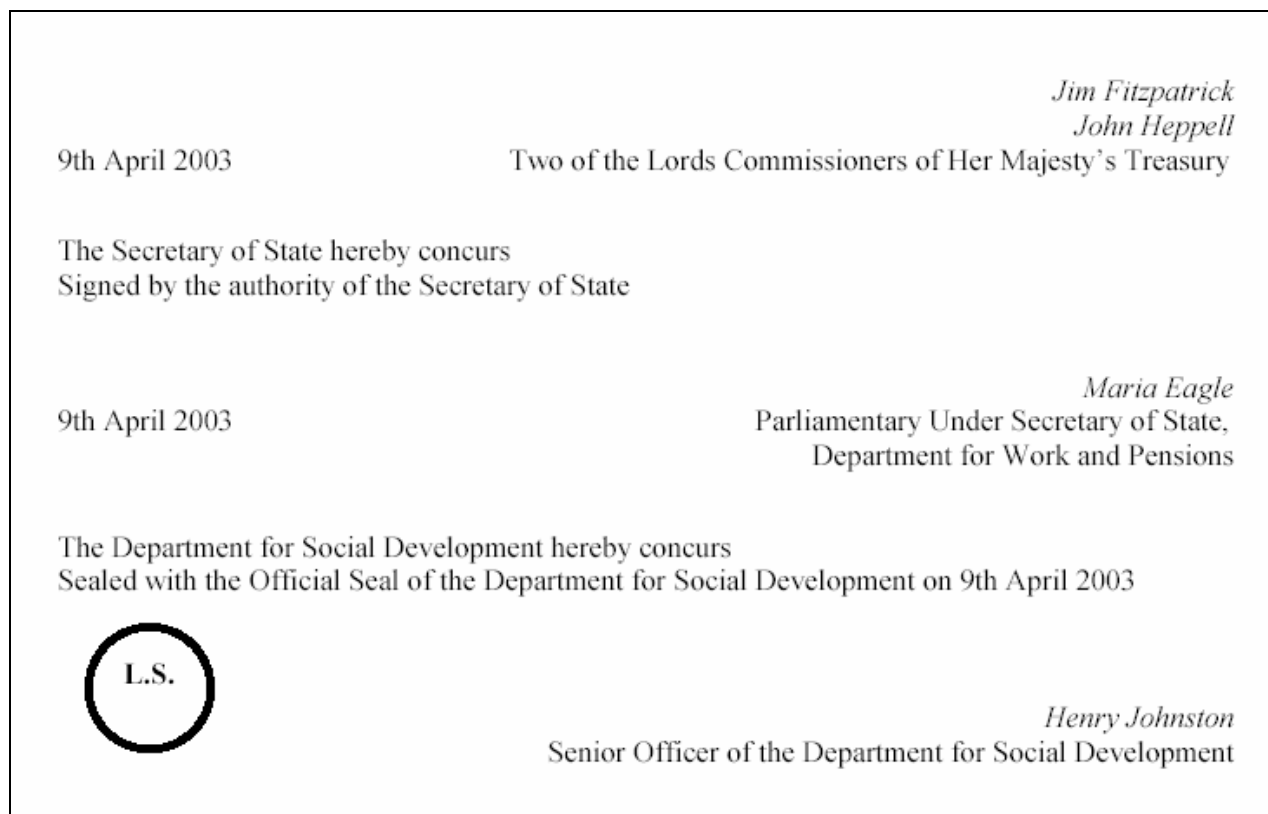 Jim Fitzpatrick
John Heppell
9th April 2003 Two of the Lords Commissioners of Her Majesty’s Treasury
The Secretary of State hereby concurs
Signed by the authority of the Secretary of State
Maria Eagle
9th April 2003 Parliamentary Under Secretary of State,
Department for Work and Pensions
The Department for Social Development hereby concurs
Sealed with the Official Seal of the Department for Social Development on 9th April 2003
L.S.
Henry Johnston
Senior Officer of the Department for Social Development